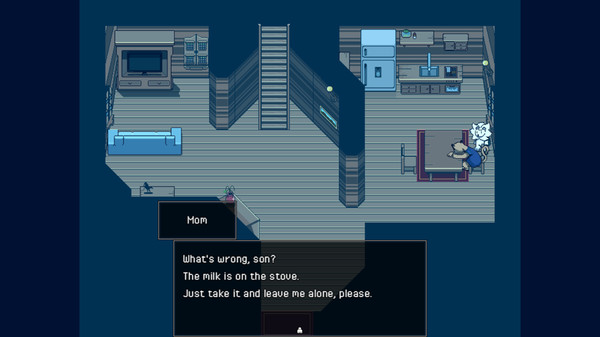 Mom
What's wrong, son?
The milk is on the stove.
Just take it and leave me alone, please.